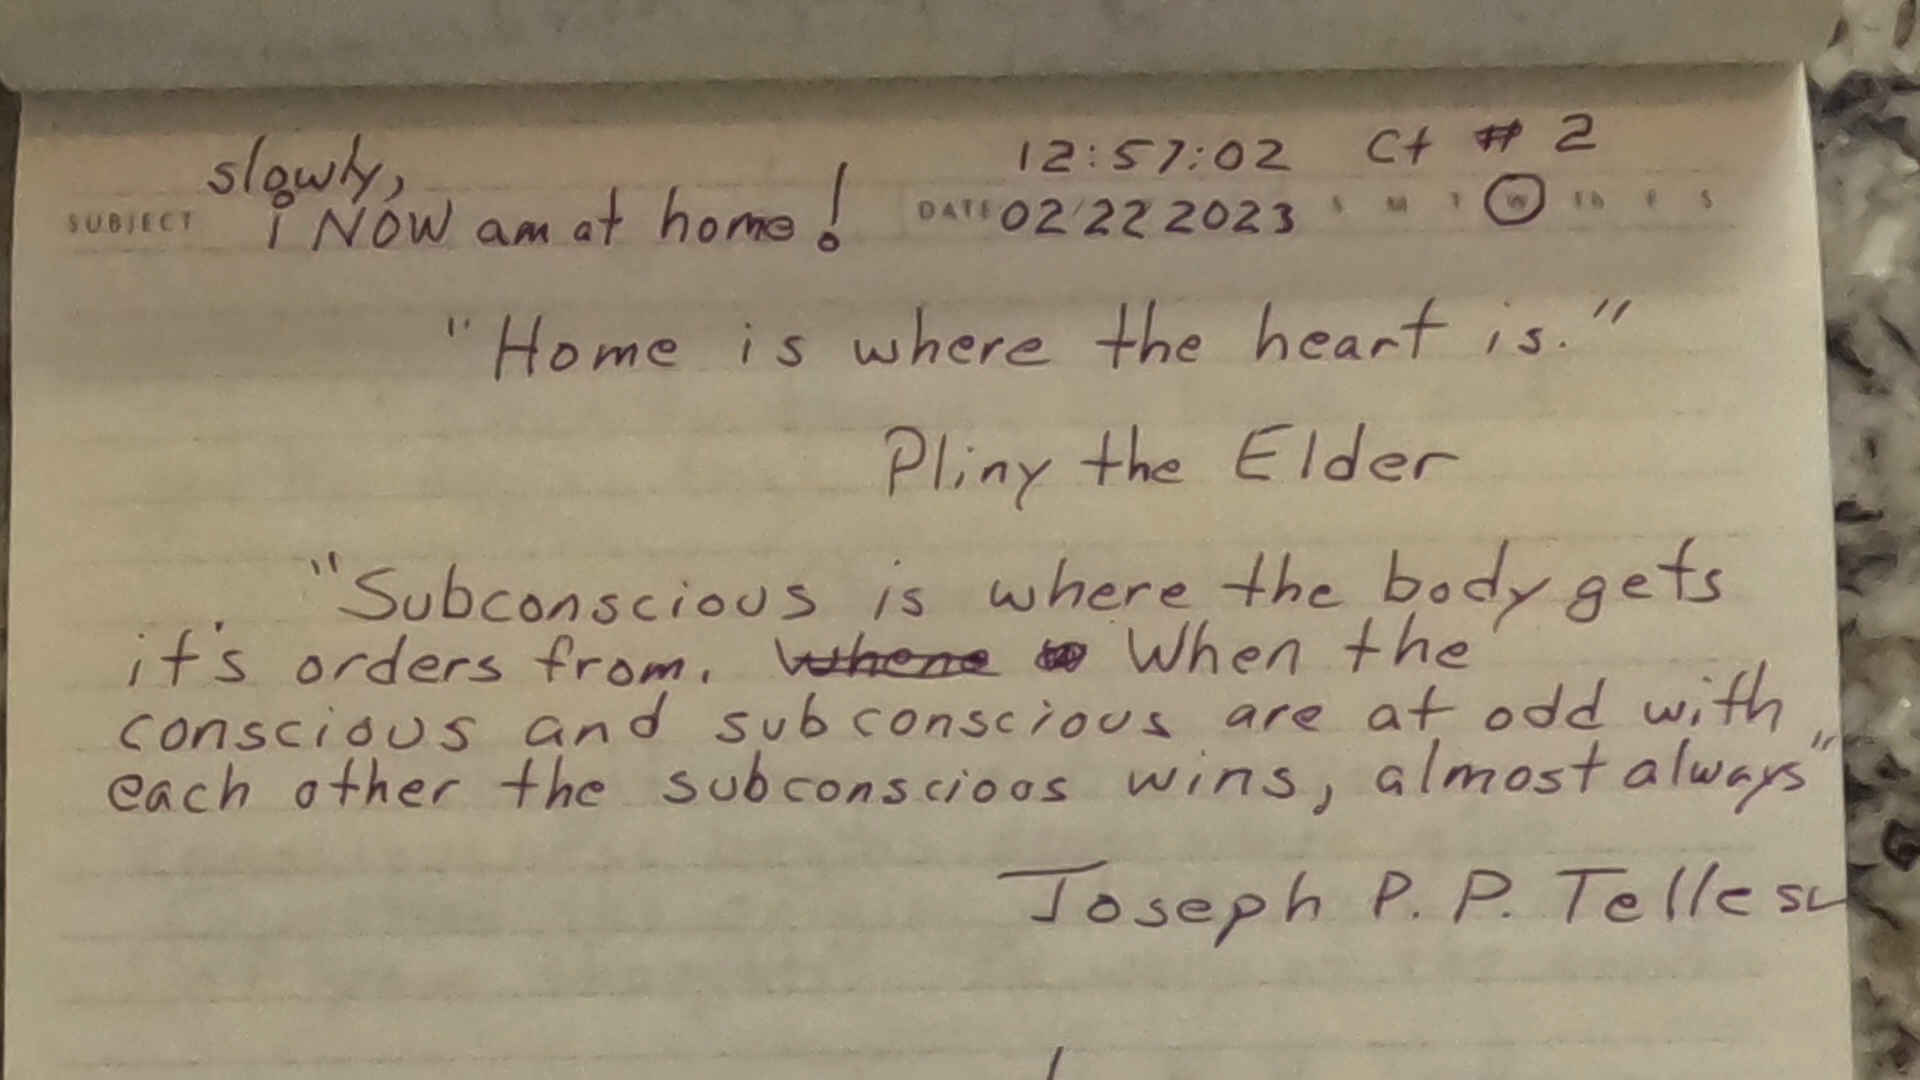 slowly,
12:57:02 Ct # 2
SUBJECT i NOW am at home! DATE 02/22 2023 S M T W Th F S
"Home is where the heart is."
Pliny the Elder
"Subconscious is where the body gets
it's orders from. When the
conscious and subconscious are at odd with
each other the subconscioos wins, almost always"
Joseph P. P. Telles